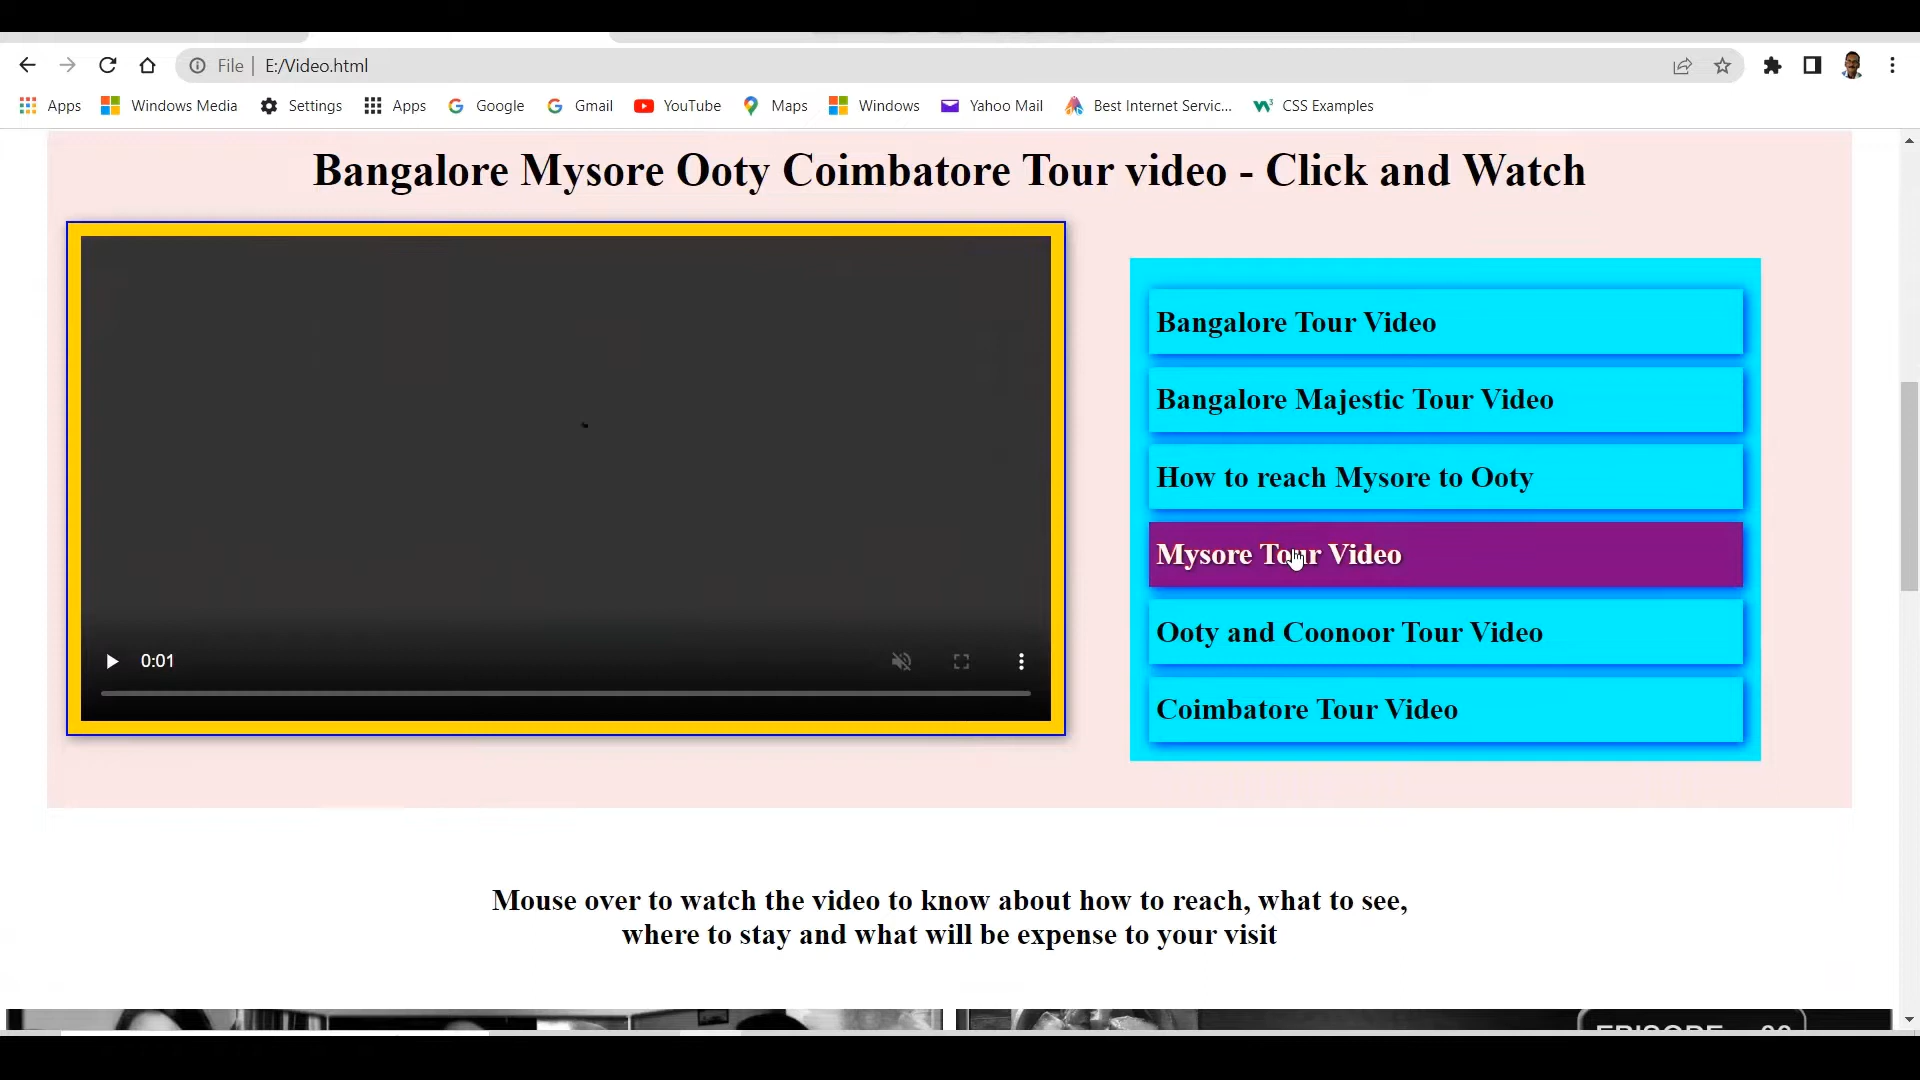 File | E:/Video.html
Apps Windows Media Settings Apps Google Gmail YouTube Maps Windows Yahoo Mail Best Internet Servic... CSS Examples
Bangalore Mysore Ooty Coimbatore Tour video - Click and Watch
Bangalore Tour Video
Bangalore Majestic Tour Video
How to reach Mysore to Ooty
Mysore Tour Video
Ooty and Coonoor Tour Video
Coimbatore Tour Video
0:01
Mouse over to watch the video to know about how to reach, what to see,
where to stay and what will be expense to your visit
EPISODE